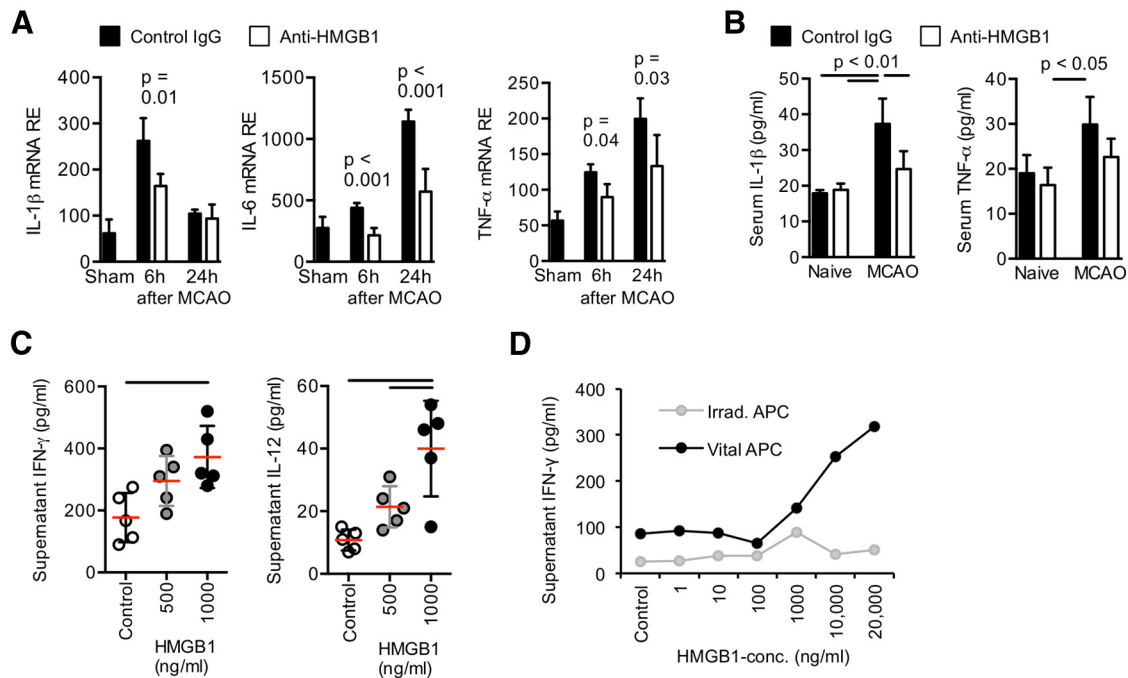 A
Control IgG
Anti-HMGB1
IL-1β mRNA RE
400
300
200
100
0
p =
0.01
Sham 6h 24h
after MCAO
IL-6 mRNA RE
1500
1000
500
0
p <
0.001
p <
0.001
Sham 6h 24h
after MCAO
TNF-α mRNA RE
250
200
150
100
50
0
p =
0.04
p =
0.03
Sham 6h 24h
after MCAO
B
Control IgG
Anti-HMGB1
Serum IL-1β (pg/ml)
50
40
30
20
10
0
p < 0.01
Naive MCAO
Serum TNF-α (pg/ml)
40
30
20
10
0
p < 0.05
Naive MCAO
C
Supernatant IFN-γ (pg/ml)
600
400
200
0
Control
500
1000
HMGB1
(ng/ml)
Supernatant IL-12 (pg/ml)
60
40
20
0
Control
500
1000
HMGB1
(ng/ml)
D
Supernatant IFN-γ (pg/ml)
400
300
200
100
0
Irrad. APC
Vital APC
Control
1
10
100
1000
10,000
20,000
HMGB1-conc. (ng/ml)